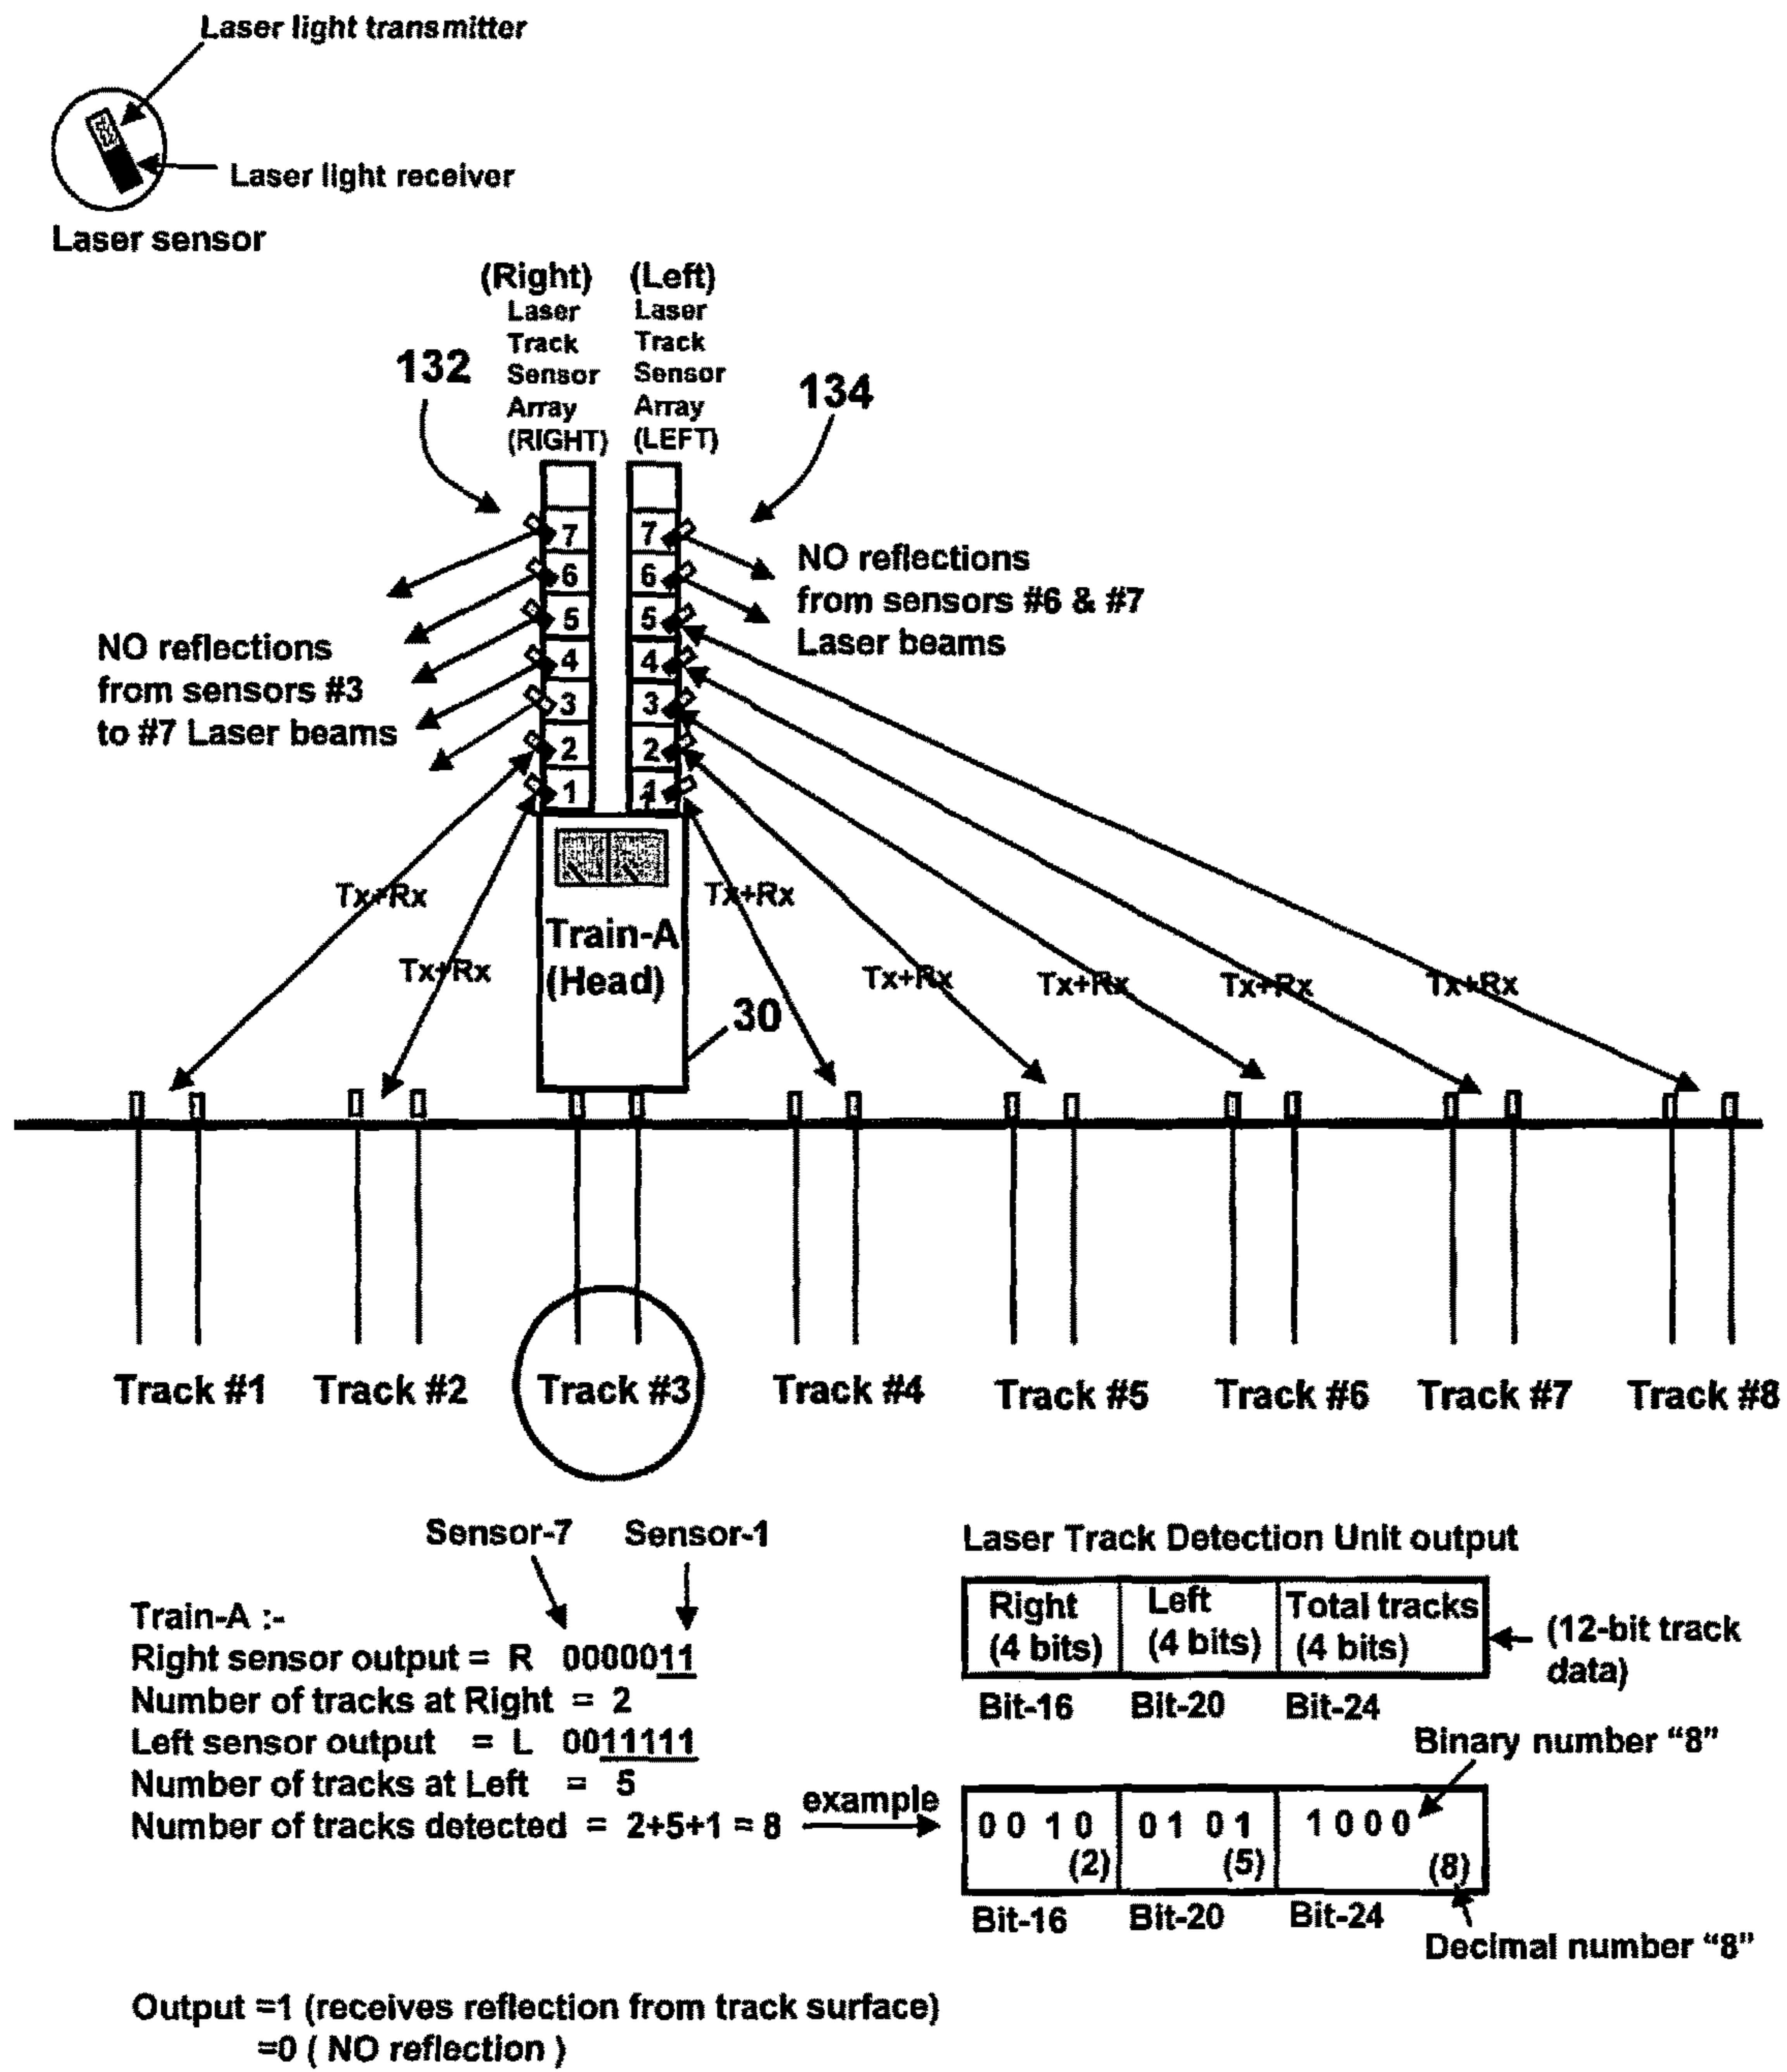 Laser light transmitter
Laser light receiver
Laser sensor
(Right)
Laser
Track
Sensor
Array
(RIGHT)
(Left)
Laser
Track
Sensor
Array
(LEFT)
132
134
7
6
5
4
3
2
1
7
6
5
4
3
2
1
NO reflections
from sensors #6 & #7
Laser beams
NO reflections
from sensors #3
to #7 Laser beams
Tx+Rx
Tx+Rx
Tx+Rx
Tx+Rx
Tx+Rx
Tx+Rx
Tx+Rx
Train-A
(Head)
30
Track #1
Track #2
Track #3
Track #4
Track #5
Track #6
Track #7
Track #8
Sensor-7
Sensor-1
Train-A :-
Right sensor output = R 0000011
Number of tracks at Right = 2
Left sensor output = L 0011111
Number of tracks at Left = 5
Number of tracks detected = 2+5+1 = 8
example
Laser Track Detection Unit output
Right
(4 bits)
Left
(4 bits)
Total tracks
(4 bits)
(12-bit track
data)
Bit-16
Bit-20
Bit-24
Binary number “8”
0 0 1 0
(2)
0 1 0 1
(5)
1 0 0 0
(8)
Bit-16
Bit-20
Bit-24
Decimal number “8”
Output =1 (receives reflection from track surface)
=0 ( NO reflection )